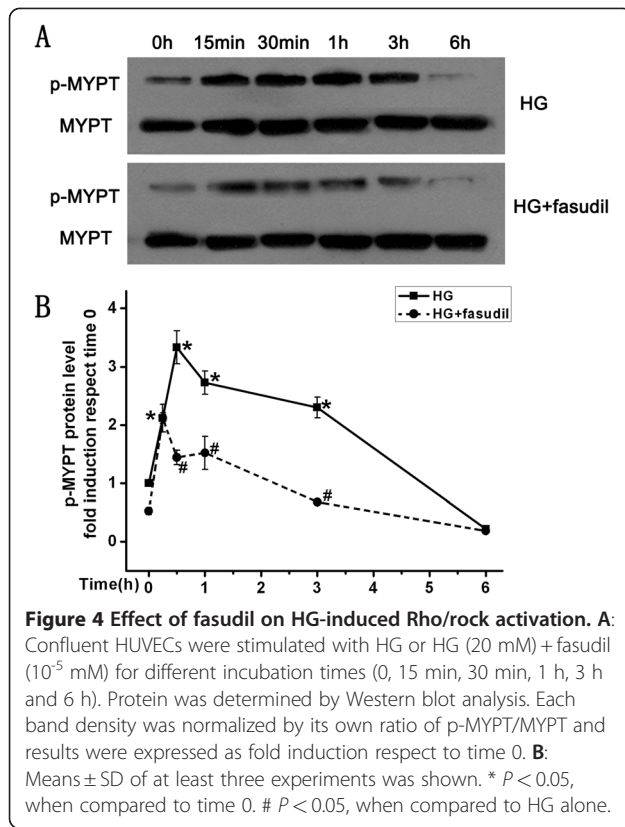 A
0h 15min 30min 1h 3h 6h
p-MYPT
HG
MYPT
p-MYPT
HG+fasudil
MYPT
B
HG
HG+fasudil
p-MYPT protein level
fold induction respect time 0
4
3
2
1
0
*
*
*
*
#
#
#
Time(h) 0 1 2 3 4 5 6
Figure 4 Effect of fasudil on HG-induced Rho/rock activation. A:
Confluent HUVECs were stimulated with HG or HG (20 mM) + fasudil
(10⁻⁵ mM) for different incubation times (0, 15 min, 30 min, 1 h, 3 h
and 6 h). Protein was determined by Western blot analysis. Each
band density was normalized by its own ratio of p-MYPT/MYPT and
results were expressed as fold induction respect to time 0. B:
Means ± SD of at least three experiments was shown. * P < 0.05,
when compared to time 0. # P < 0.05, when compared to HG alone.